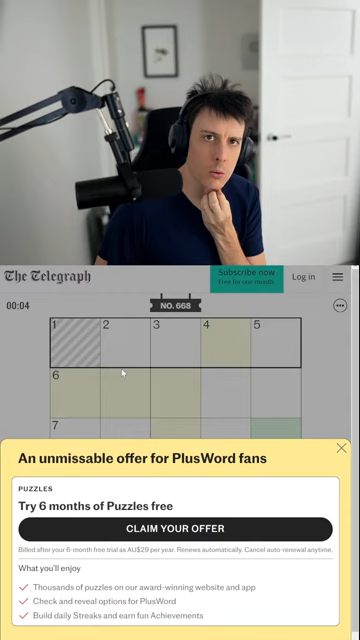 The Telegraph
Subscribe now
Free for one month
Log in
00:04
NO. 668
1 2 3 4 5
6
7
An unmissable offer for PlusWord fans
PUZZLES
Try 6 months of Puzzles free
CLAIM YOUR OFFER
Billed after your 6-month free trial as AU$29 per year. Renews automatically. Cancel auto-renewal anytime.
What you'll enjoy
Thousands of puzzles on our award-winning website and app
Check and reveal options for PlusWord
Build daily Streaks and earn fun Achievements